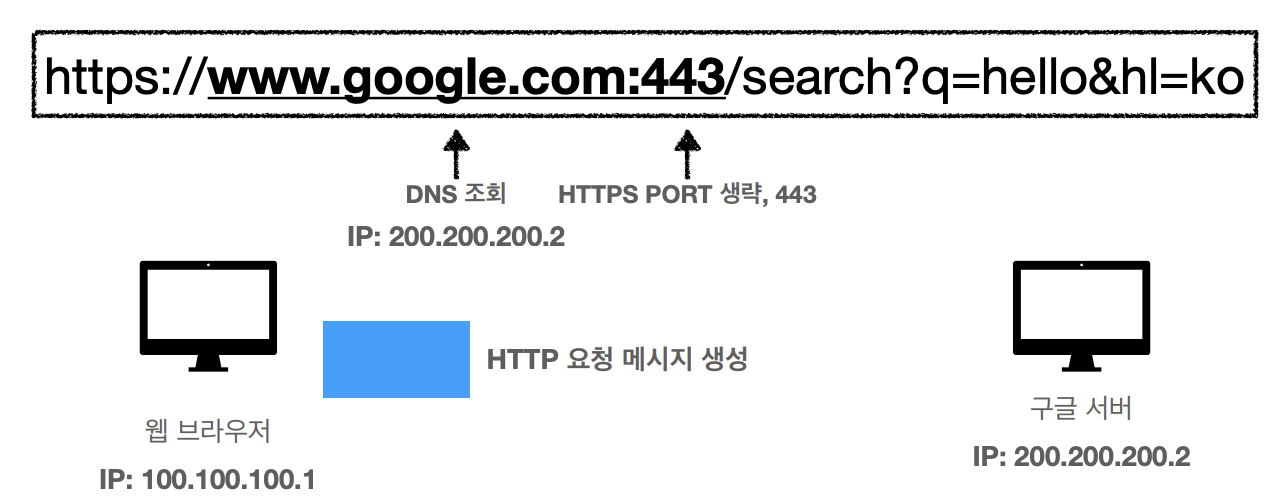 https://www.google.com:443/search?q=hello&hl=ko
DNS 조회
HTTPS PORT 생략, 443
IP: 200.200.200.2
HTTP 요청 메시지 생성
웹 브라우저
구글 서버
IP: 100.100.100.1
IP: 200.200.200.2